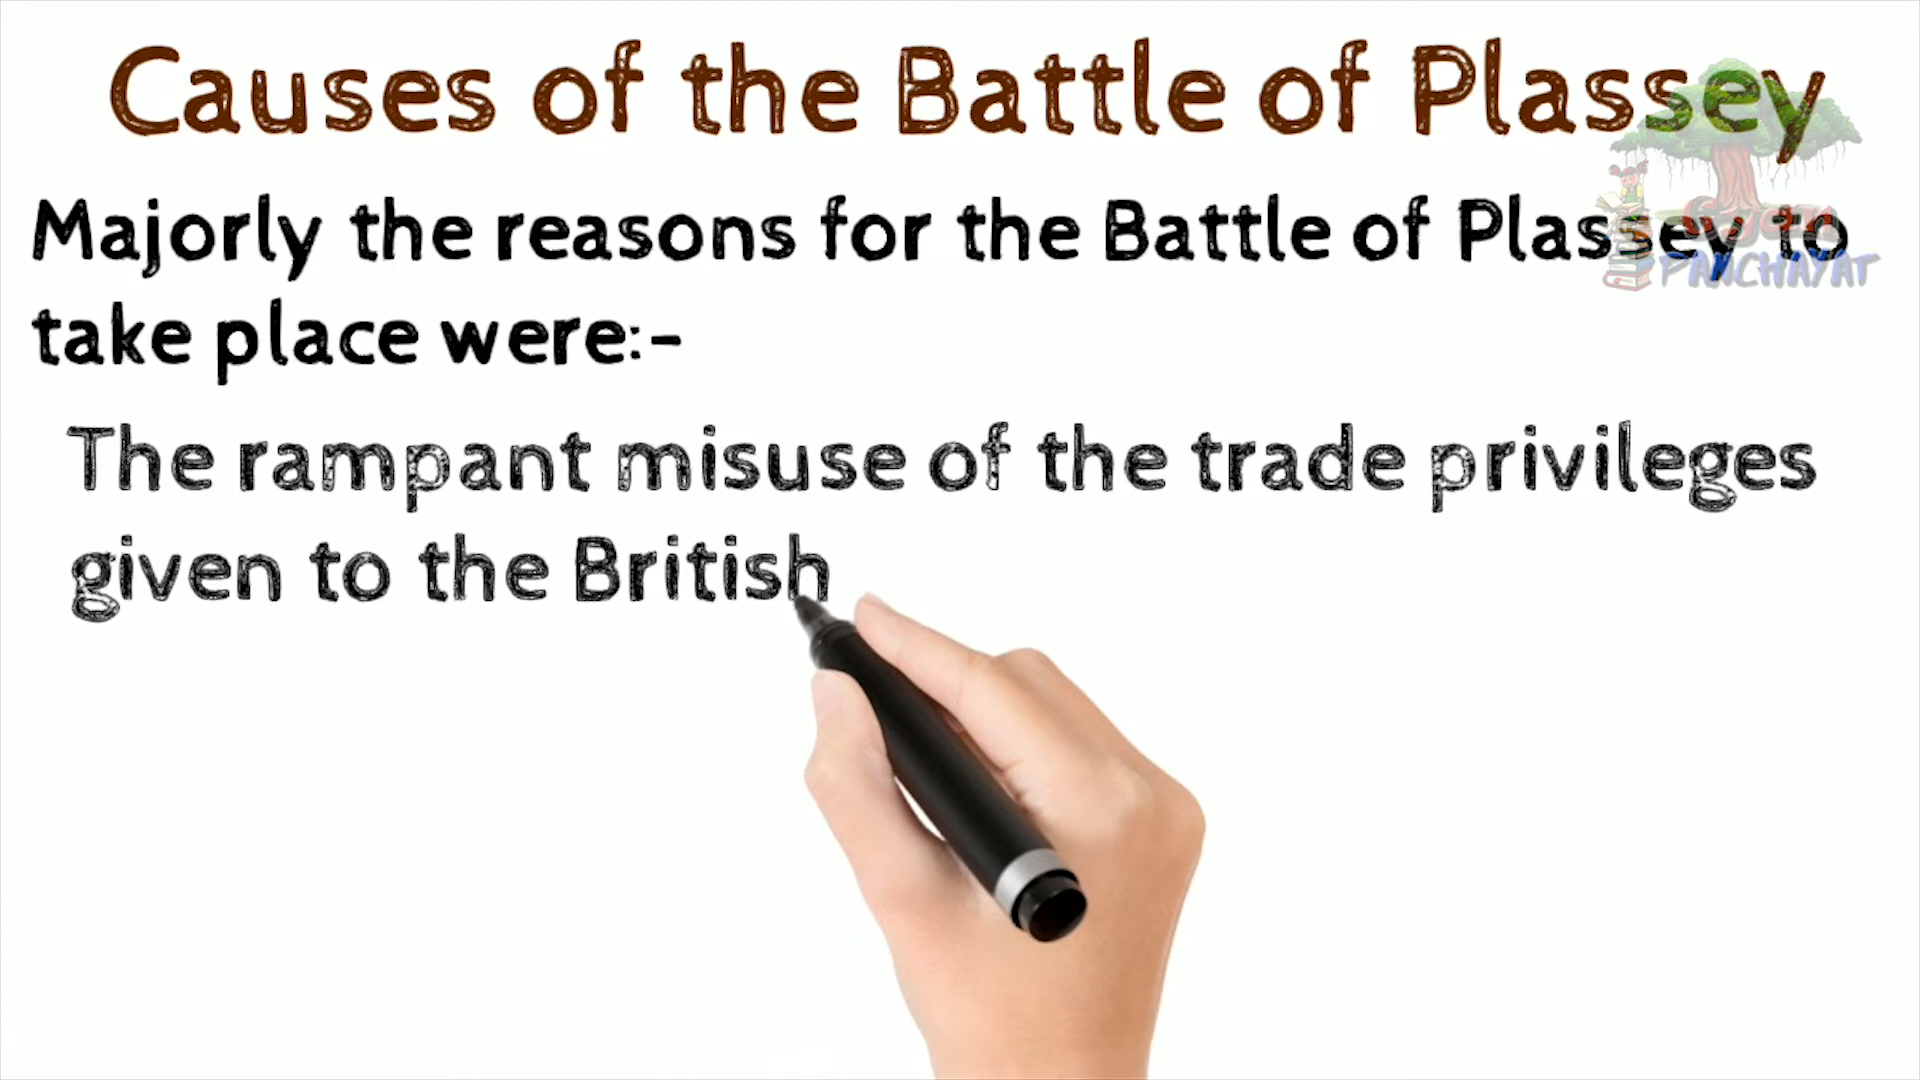 Causes of the Battle of Plassey
Majorly the reasons for the Battle of Plassey to
take place were:-
The rampant misuse of the trade privileges
given to the British
PANCHAYAT